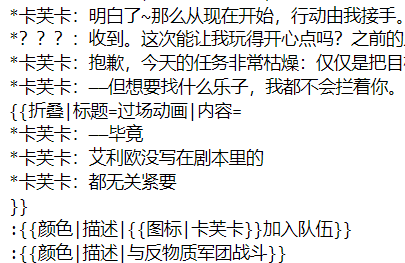 *卡芙卡：明白了~那么从现在开始，行动由我接手。
*？？？：收到。这次能让我玩得开心点吗？之前的
*卡芙卡：抱歉，今天的任务非常枯燥：仅仅是把目
*卡芙卡：——但想要找什么乐子，我都不会拦着你。
{{折叠|标题=过场动画|内容=
*卡芙卡：——毕竟
*卡芙卡：艾利欧没写在剧本里的
*卡芙卡：都无关紧要
}}
:{{颜色|描述|{{图标|卡芙卡}}加入队伍}}
:{{颜色|描述|与反物质军团战斗}}